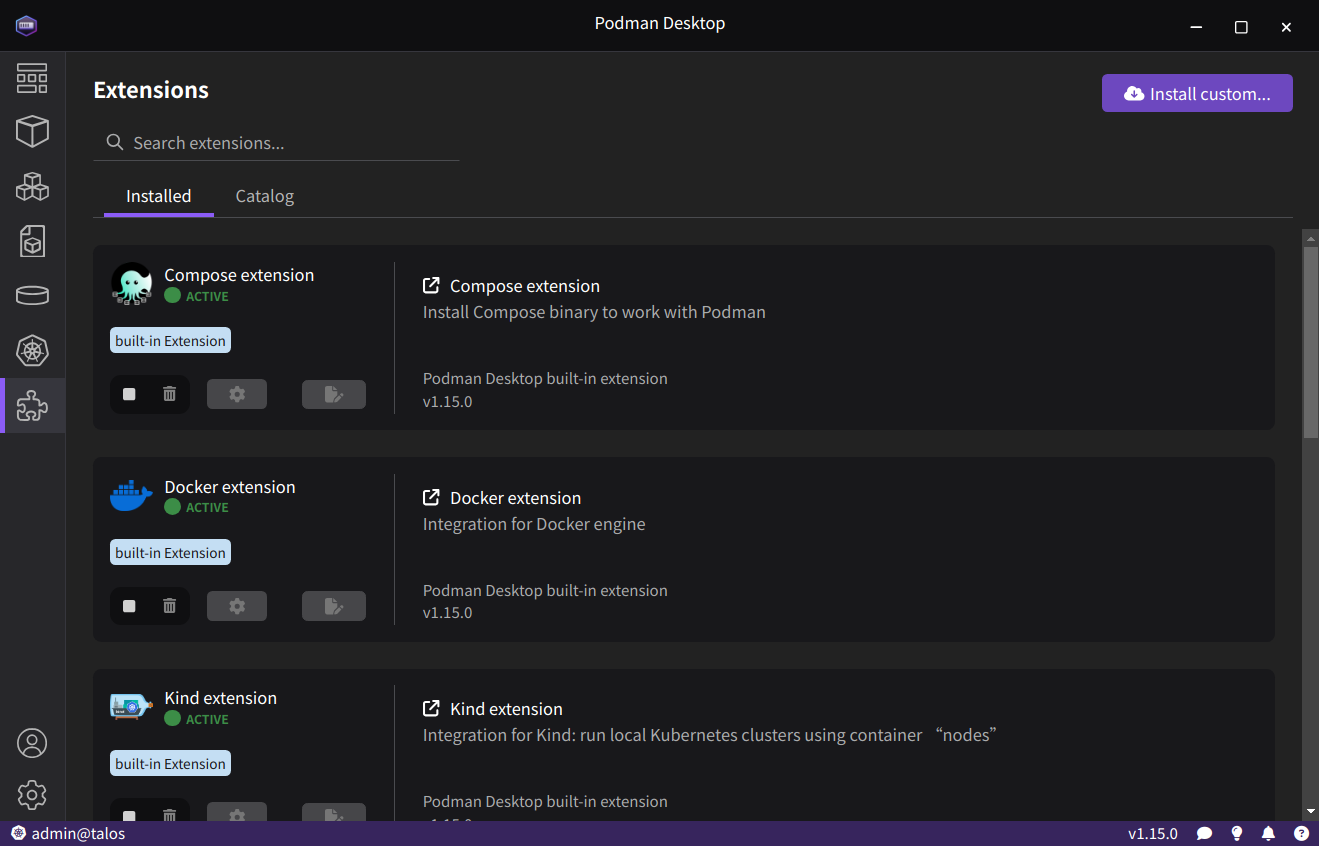 Podman Desktop
Extensions
Install custom...
Search extensions...
Installed
Catalog
Compose extension
ACTIVE
built-in Extension
Compose extension
Install Compose binary to work with Podman
Podman Desktop built-in extension
v1.15.0
Docker extension
ACTIVE
built-in Extension
Docker extension
Integration for Docker engine
Podman Desktop built-in extension
v1.15.0
Kind extension
ACTIVE
built-in Extension
Kind extension
Integration for Kind: run local Kubernetes clusters using container “nodes”
Podman Desktop built-in extension
admin@talos
v1.15.0